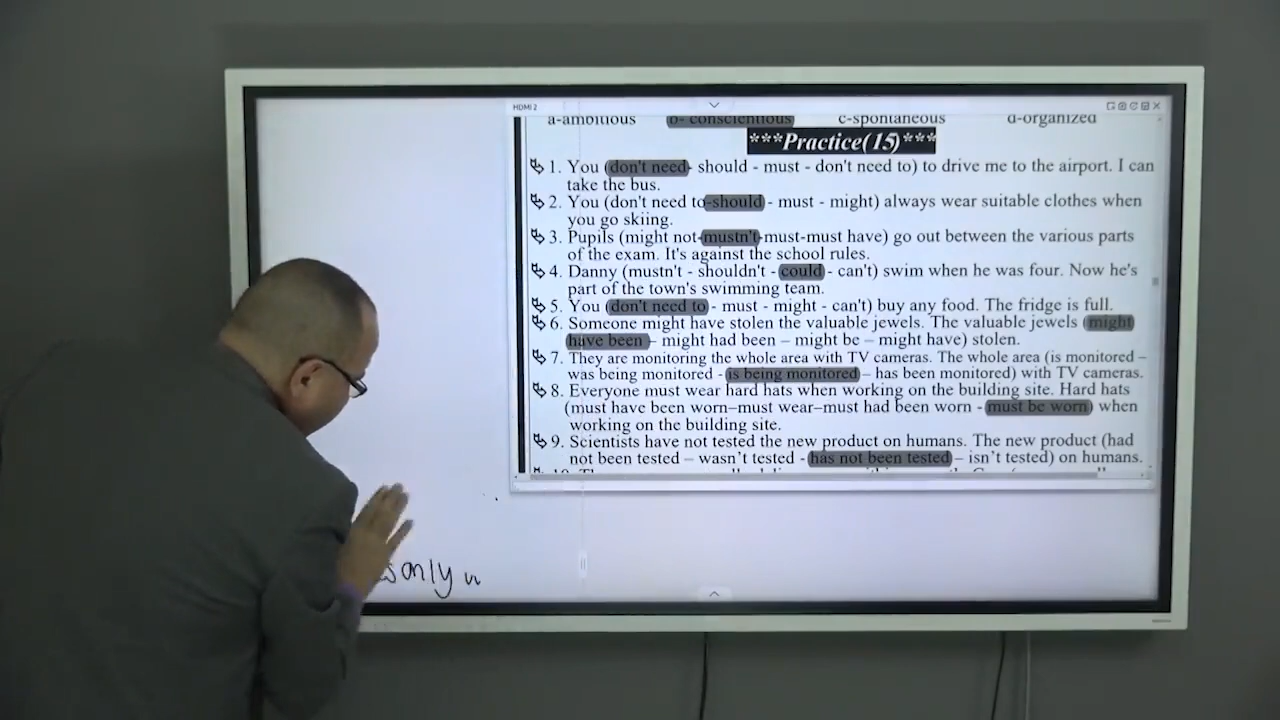 HDMI 2
a-ambitious b- conscientious c-spontaneous d-organized
***Practice(15)***
1. You (don't need- should - must - don't need to) to drive me to the airport. I can
take the bus.
2. You (don't need to-should - must - might) always wear suitable clothes when
you go skiing.
3. Pupils (might not-mustn't-must-must have) go out between the various parts
of the exam. It's against the school rules.
4. Danny (mustn't - shouldn't - could - can't) swim when he was four. Now he's
part of the town's swimming team.
5. You (don't need to - must - might - can't) buy any food. The fridge is full.
6. Someone might have stolen the valuable jewels. The valuable jewels (might
have been – might had been – might be – might have) stolen.
7. They are monitoring the whole area with TV cameras. The whole area (is monitored –
was being monitored - is being monitored – has been monitored) with TV cameras.
8. Everyone must wear hard hats when working on the building site. Hard hats
(must have been worn–must wear–must had been worn - must be worn) when
working on the building site.
9. Scientists have not tested the new product on humans. The new product (had
not been tested – wasn't tested - has not been tested – isn't tested) on humans.
only